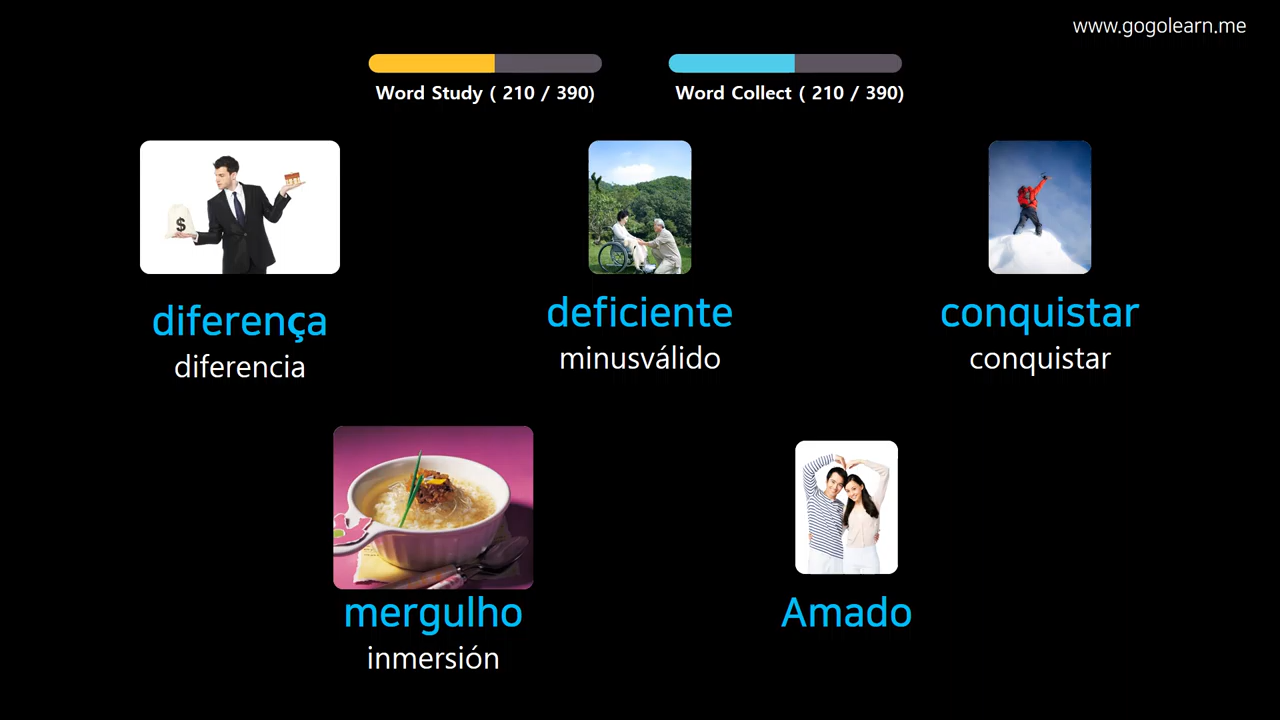 www.gogolearn.me
Word Study ( 210 / 390)
Word Collect ( 210 / 390)
$
diferença
diferencia
deficiente
minusválido
conquistar
conquistar
mergulho
inmersión
Amado